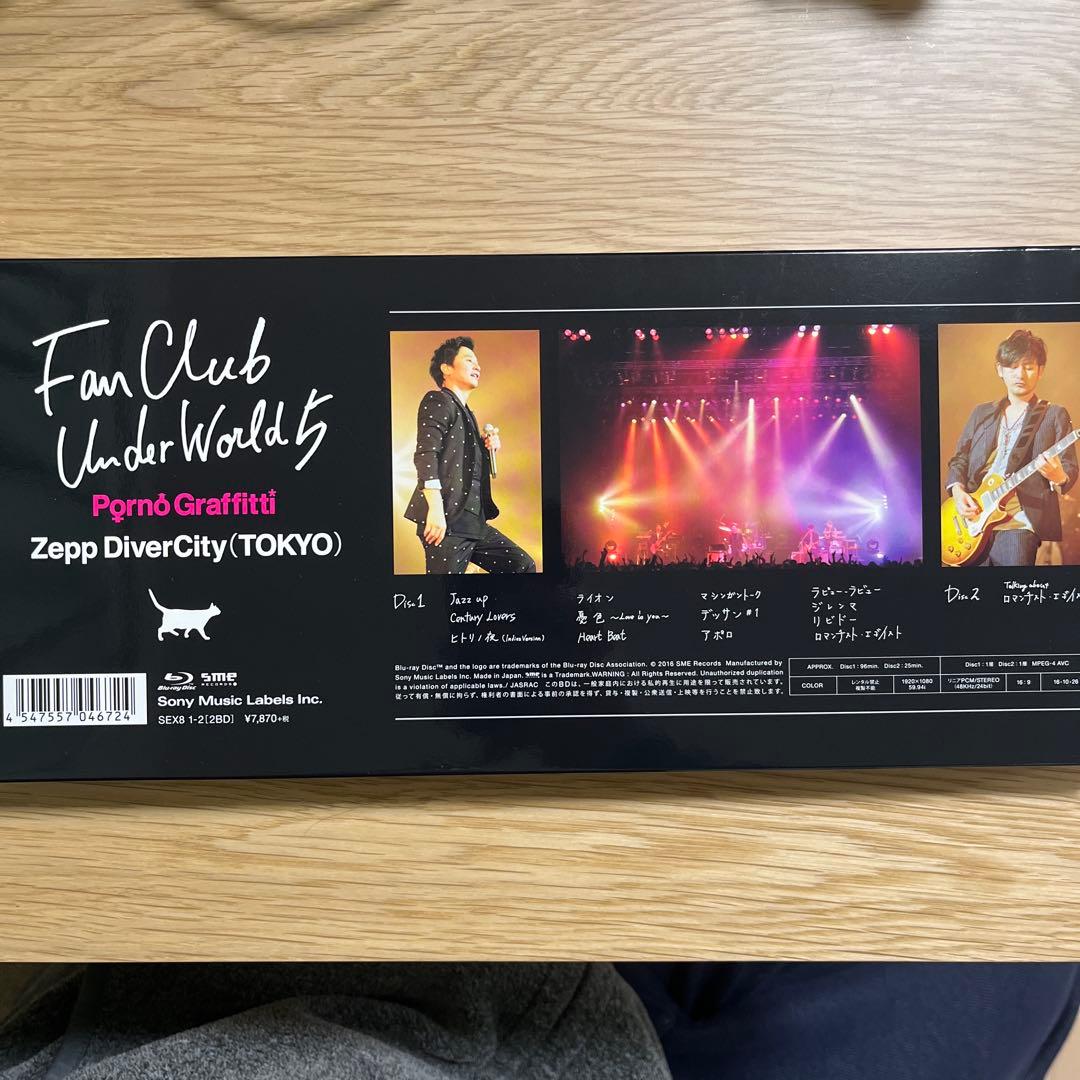 Fan Club
UnderWorld 5
Porno Graffitti
Zepp DiverCity(TOKYO)
Blu-ray Disc
sme RECORDS
Sony Music Labels Inc.
SEX8 1-2[2BD] ¥7,870+税
4 547557 046724
Disc 1
Jazz up
Century Lovers
ヒトリノ夜 (Indies Version)
ライオン
憂色 ~Love is you~
Heart Beat
マシンガントーク
デッサン#1
アポロ
ラビュー・ラビュー
ジレンマ
リビドー
ロマンチスト・エゴイスト
Disc 2
Talking about
ロマンチスト・エゴイス
Blu-ray Disc™ and the logo are trademarks of the Blu-ray Disc Association. © 2016 SME Records Manufactured by
Sony Music Labels Inc. Made in Japan. sme is a Trademark.WARNING : All Rights Reserved. Unauthorized duplication
is a violation of applicable laws./ JASRAC このBDは、一般家庭内における私的再生に用途を限って販売されています。
従って有償・無償に拘らず、権利者の書面による事前の承認を得ず、貸与・複製・公衆送信・上映等を行うことを禁止致します。
APPROX. Disc1 : 96min. Disc2 : 25min.
Disc1 : 1層 Disc2 : 1層 MPEG-4 AVC
COLOR
レンタル禁止
複製不能
1920×1080
59.94i
リニアPCM/STEREO
(48KHz/24bit)
16 : 9
16-10-26